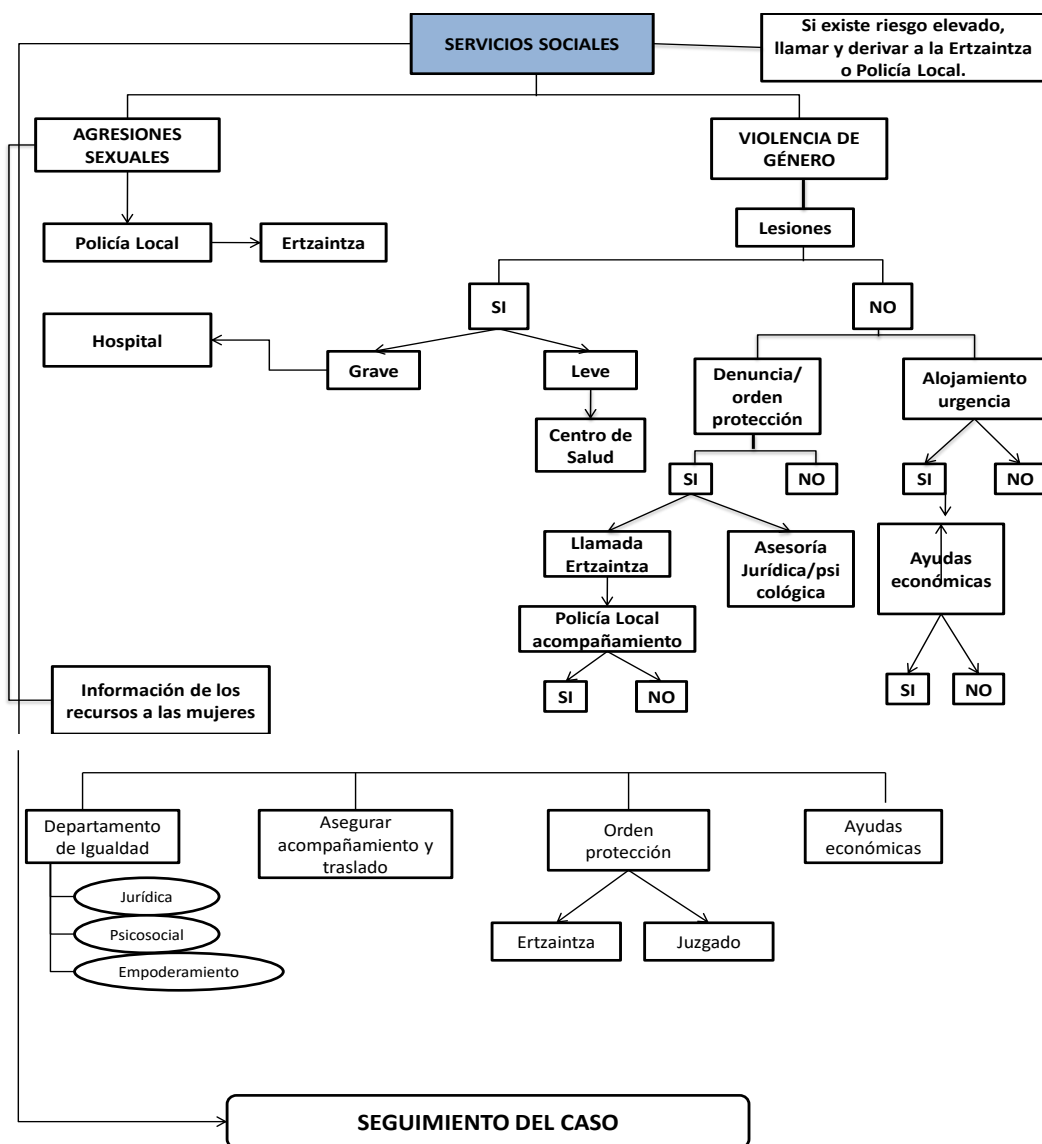 SERVICIOS SOCIALES
Si existe riesgo elevado,
llamar y derivar a la Ertzaintza
o Policía Local.
AGRESIONES
SEXUALES
VIOLENCIA DE
GÉNERO
Policía Local
Ertzaintza
Lesiones
SI
NO
Hospital
Grave
Leve
Denuncia/
orden
protección
Alojamiento
urgencia
Centro de
Salud
SI
NO
SI
NO
Llamada
Ertzaintza
Asesoría
Jurídica/psi
cológica
Ayudas
económicas
Policía Local
acompañamiento
SI
NO
SI
NO
Información de los
recursos a las mujeres
Departamento
de Igualdad
Asegurar
acompañamiento y
traslado
Orden
protección
Ayudas
económicas
Jurídica
Psicosocial
Empoderamiento
Ertzaintza
Juzgado
SEGUIMIENTO DEL CASO